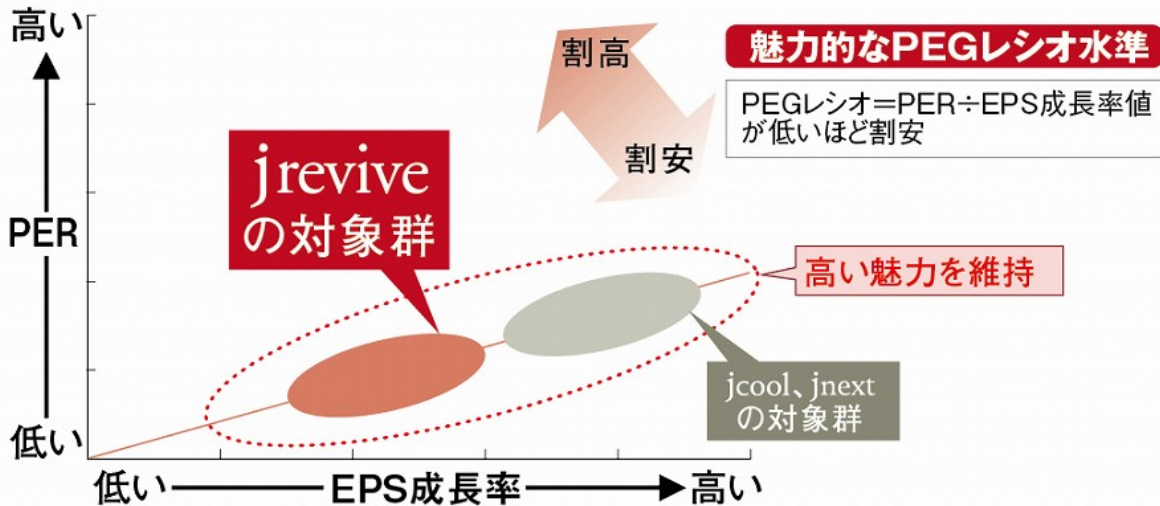 高い
割高
割安
魅力的なPEGレシオ水準
PEGレシオ=PER÷EPS成長率値
が低いほど割安
jrevive
の対象群
PER
高い魅力を維持
jcool、jnext
の対象群
低い
低い
EPS成長率
高い